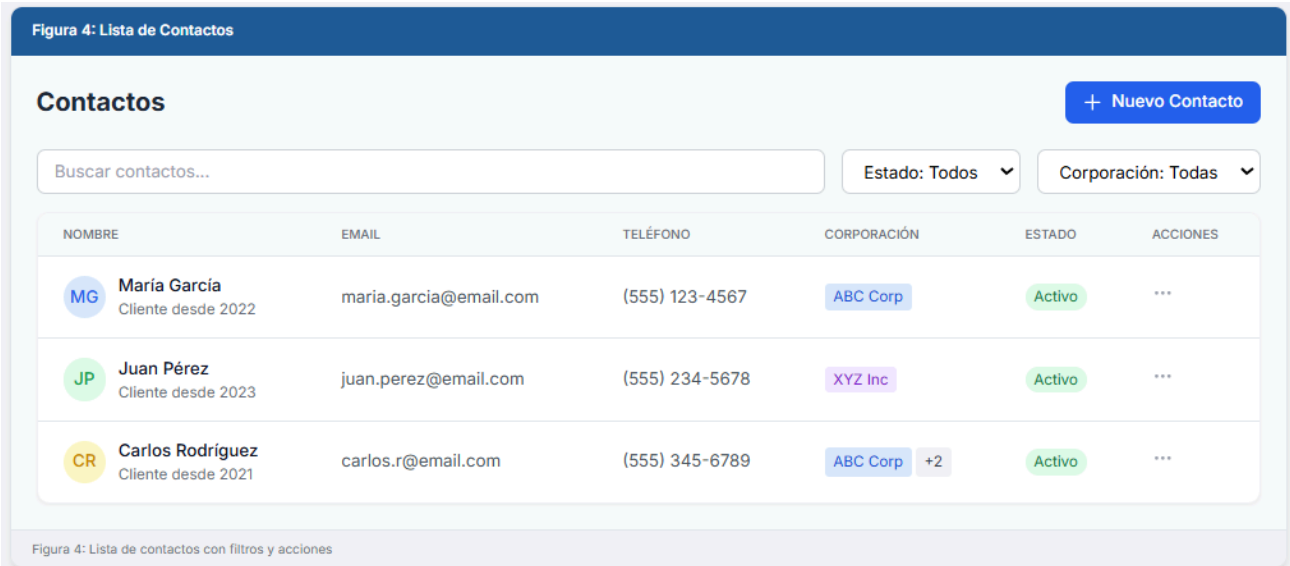 Figura 4: Lista de Contactos
Contactos
+ Nuevo Contacto
Buscar contactos...
Estado: Todos
Corporación: Todas
NOMBRE EMAIL TELÉFONO CORPORACIÓN ESTADO ACCIONES
MG María García maria.garcia@email.com (555) 123-4567 ABC Corp Activo ...
Cliente desde 2022
JP Juan Pérez juan.perez@email.com (555) 234-5678 XYZ Inc Activo ...
Cliente desde 2023
CR Carlos Rodríguez carlos.r@email.com (555) 345-6789 ABC Corp +2 Activo ...
Cliente desde 2021
Figura 4: Lista de contactos con filtros y acciones